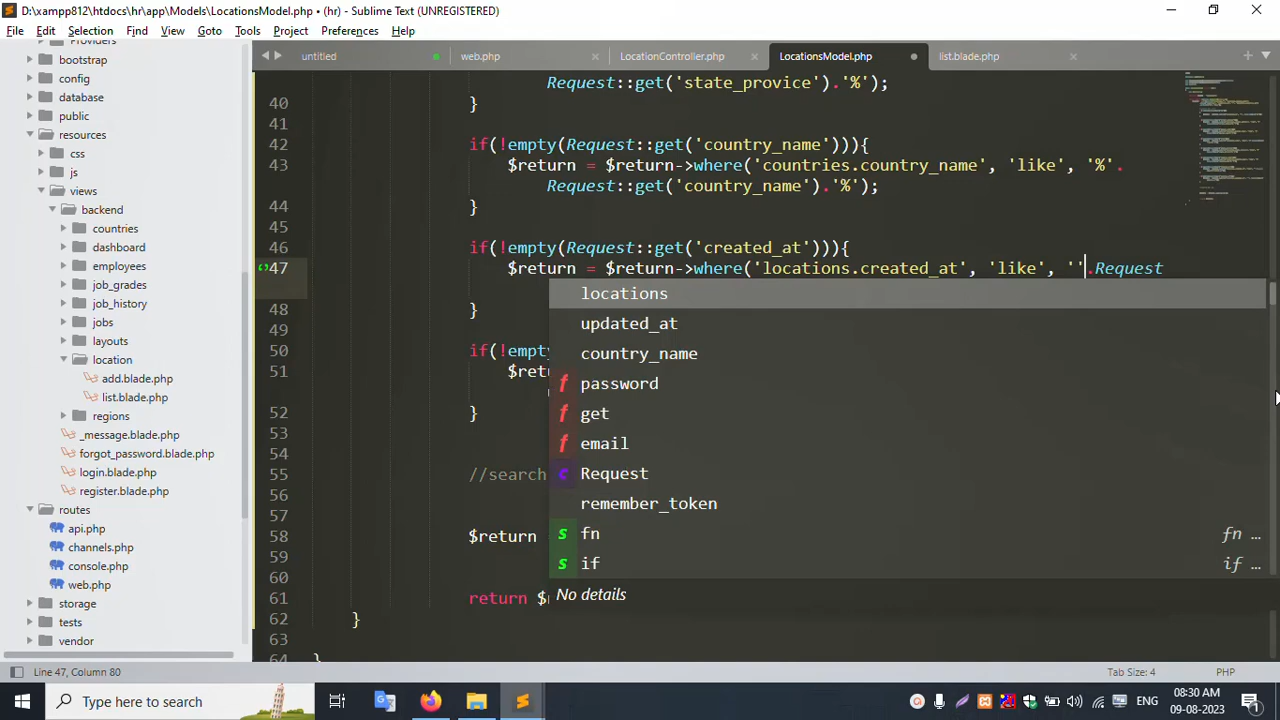 D:\xampp812\htdocs\hr\app\Models\LocationsModel.php • (hr) - Sublime Text (UNREGISTERED)
File Edit Selection Find View Goto Tools Project Preferences Help
untitled web.php LocationController.php LocationsModel.php list.blade.php
Providers
bootstrap
config
database
public
resources
css
js
views
backend
countries
dashboard
employees
job_grades
job_history
jobs
layouts
location
add.blade.php
list.blade.php
regions
_message.blade.php
forgot_password.blade.php
login.blade.php
register.blade.php
routes
api.php
channels.php
console.php
web.php
storage
tests
vendor
Request::get('state_provice').'%');
40 }
41
42 if(!empty(Request::get('country_name'))){
43 $return = $return->where('countries.country_name', 'like', '%'.
Request::get('country_name').'%');
44 }
45
46 if(!empty(Request::get('created_at'))){
47 $return = $return->where('locations.created_at', 'like', ''.Request
48 }
49
50 if(!empty
51 $retu
52 }
53
54
55 //search
56
57
58 $return
59
60
61 return $
62 }
63
64
locations
updated_at
country_name
f password
f get
f email
c Request
remember_token
s fn fn …
s if if …
No details
Line 47, Column 80 Tab Size: 4 PHP
Type here to search
ENG
08:30 AM
09-08-2023
1